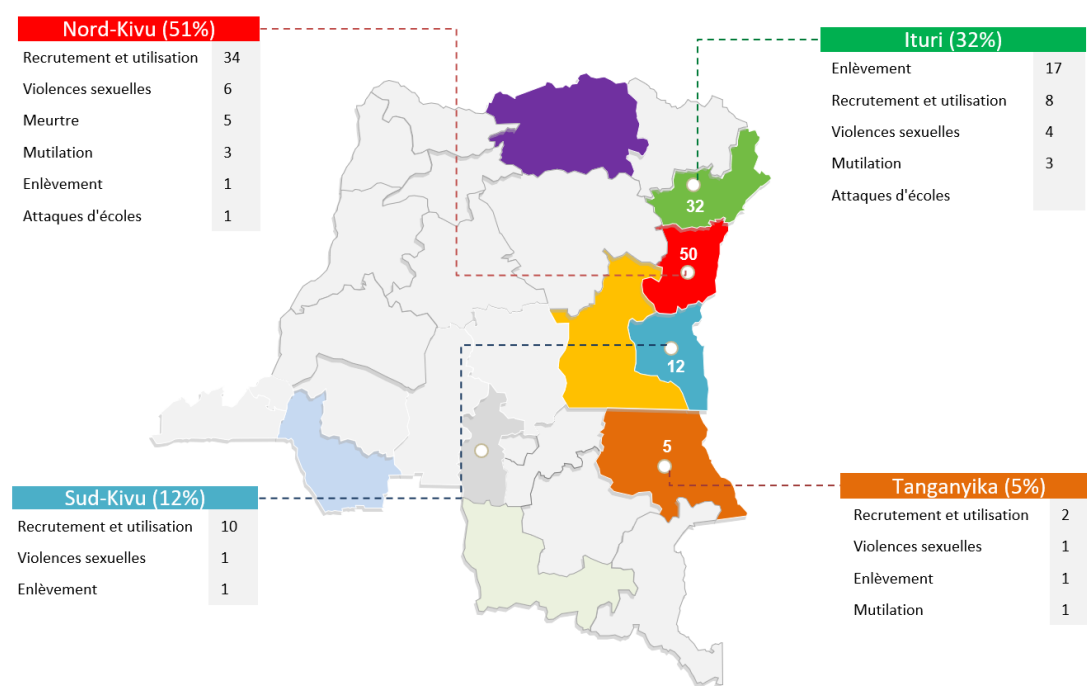 Nord-Kivu (51%)
Recrutement et utilisation 34
Violences sexuelles 6
Meurtre 5
Mutilation 3
Enlèvement 1
Attaques d'écoles 1
Ituri (32%)
Enlèvement 17
Recrutement et utilisation 8
Violences sexuelles 4
Mutilation 3
Attaques d'écoles
32
50
12
5
Sud-Kivu (12%)
Recrutement et utilisation 10
Violences sexuelles 1
Enlèvement 1
Tanganyika (5%)
Recrutement et utilisation 2
Violences sexuelles 1
Enlèvement 1
Mutilation 1